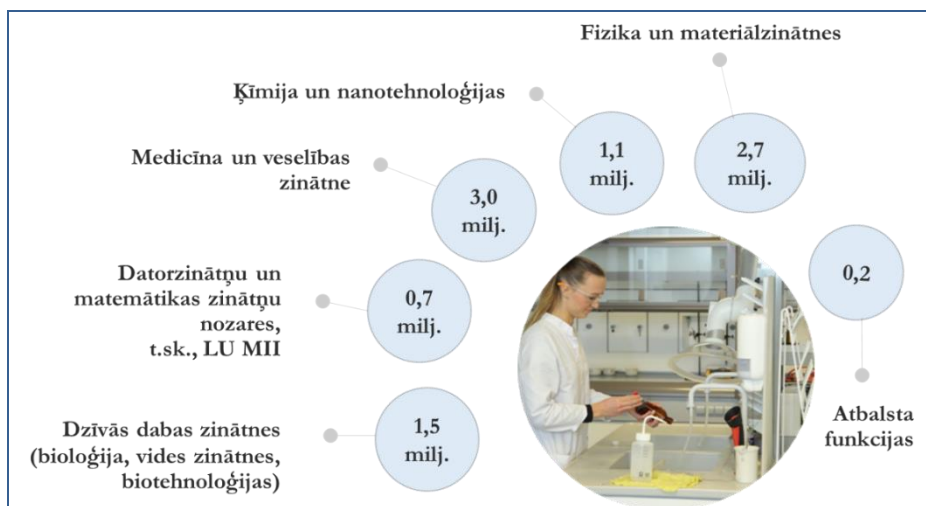 Fizika un materiālzinātnes
Ķīmija un nanotehnoloģijas
1,1
milj.
2,7
milj.
Medicīna un veselības
zinātne
3,0
milj.
Datorzinātņu un
matemātikas zinātņu
nozares,
t.sk., LU MII
0,7
milj.
0,2
Atbalsta
funkcijas
Dzīvās dabas zinātnes
(bioloģija, vides zinātnes,
biotehnoloģijas)
1,5
milj.